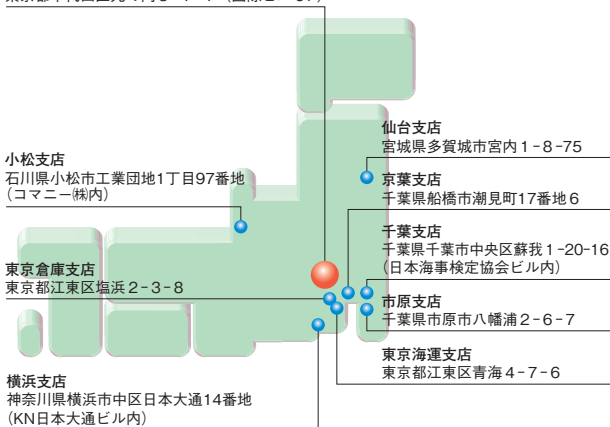 仙台支店
宮城県多賀城市宮内1-8-75
小松支店
石川県小松市工業団地1丁目97番地
(コマニー㈱内)
京葉支店
千葉県船橋市潮見町17番地6
千葉支店
千葉県千葉市中央区蘇我1-20-16
(日本海事検定協会ビル内)
東京倉庫支店
東京都江東区塩浜2-3-8
市原支店
千葉県市原市八幡浦2-6-7
東京海運支店
東京都江東区青海4-7-6
横浜支店
神奈川県横浜市中区日本大通14番地
(KN日本大通ビル内)